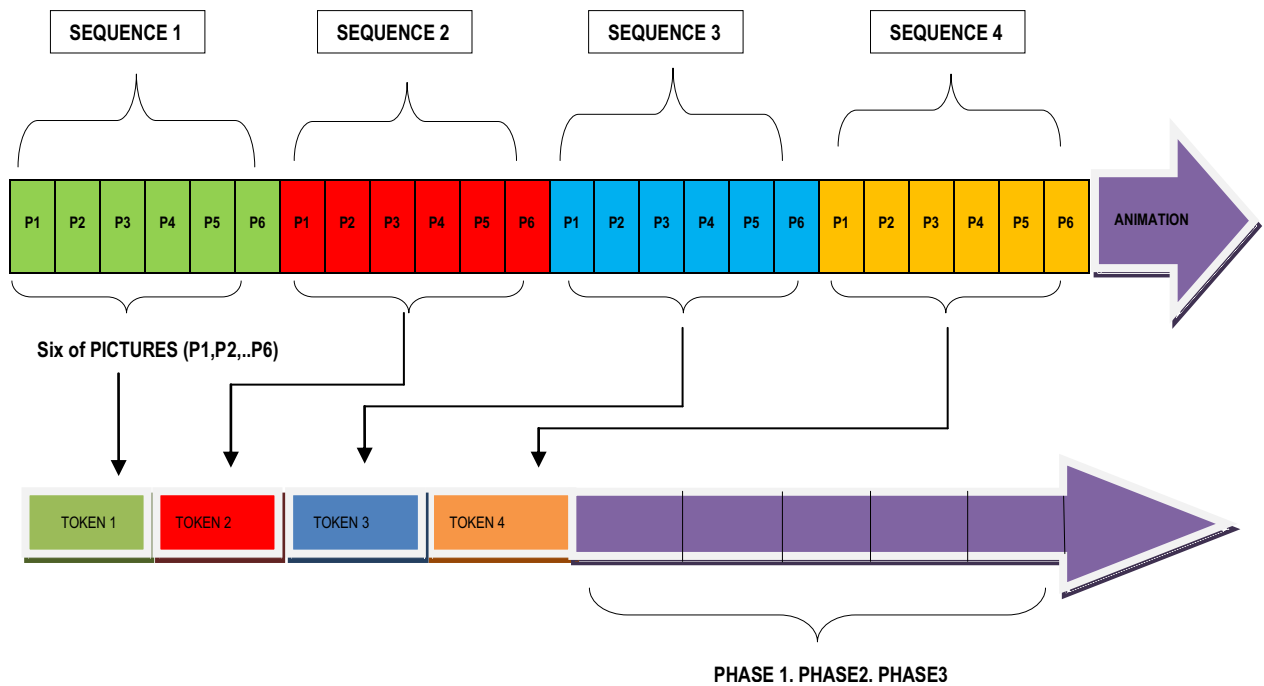 SEQUENCE 1 SEQUENCE 2 SEQUENCE 3 SEQUENCE 4
P1 P2 P3 P4 P5 P6 P1 P2 P3 P4 P5 P6 P1 P2 P3 P4 P5 P6 P1 P2 P3 P4 P5 P6 ANIMATION
Six of PICTURES (P1,P2,..P6)
TOKEN 1 TOKEN 2 TOKEN 3 TOKEN 4
PHASE 1, PHASE2, PHASE3